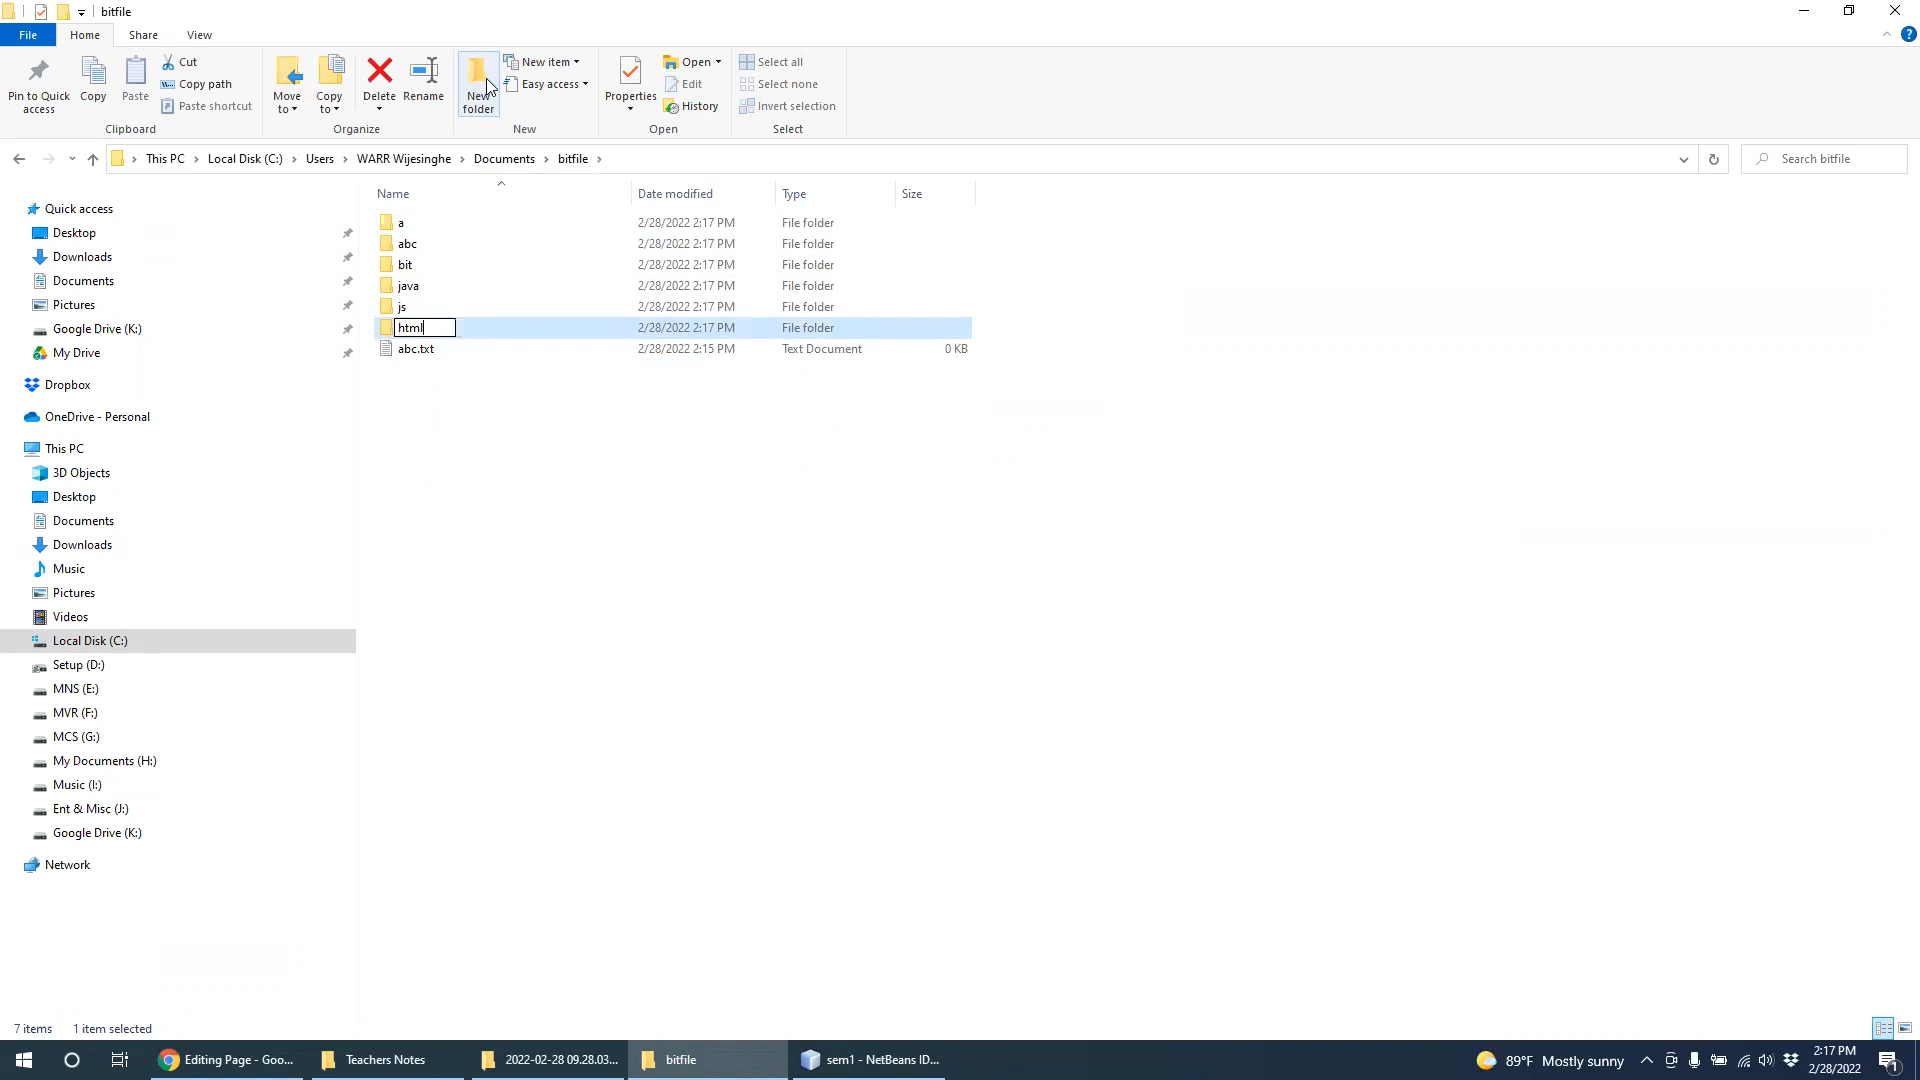 bitfile
File Home Share View
Pin to Quick access Copy Paste Cut Copy path Paste shortcut Move to Copy to Delete Rename New folder New item Easy access Properties Open Edit History Select all Select none Invert selection
Clipboard Organize New Open Select
This PC Local Disk (C:) Users WARR Wijesinghe Documents bitfile Search bitfile
Name Date modified Type Size
a 2/28/2022 2:17 PM File folder
abc 2/28/2022 2:17 PM File folder
bit 2/28/2022 2:17 PM File folder
java 2/28/2022 2:17 PM File folder
js 2/28/2022 2:17 PM File folder
html 2/28/2022 2:17 PM File folder
abc.txt 2/28/2022 2:15 PM Text Document 0 KB
Quick access
Desktop
Downloads
Documents
Pictures
Google Drive (K:)
My Drive
Dropbox
OneDrive - Personal
This PC
3D Objects
Desktop
Documents
Downloads
Music
Pictures
Videos
Local Disk (C:)
Setup (D:)
MNS (E:)
MVR (F:)
MCS (G:)
My Documents (H:)
Music (I:)
Ent & Misc (J:)
Google Drive (K:)
Network
7 items 1 item selected
Editing Page - Goo... Teachers Notes 2022-02-28 09.28.03... bitfile sem1 - NetBeans ID... 89°F Mostly sunny 2:17 PM
2/28/2022 1